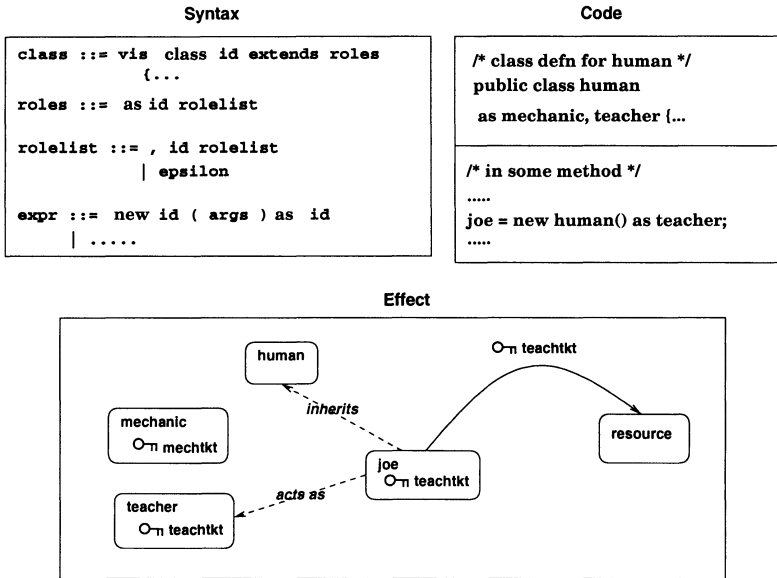 Syntax
class ::= vis class id extends roles
{...
roles ::= as id rolelist
rolelist ::= , id rolelist
| epsilon
expr ::= new id ( args ) as id
| .....
Code
/* class defn for human */
public class human
as mechanic, teacher {...
/* in some method */
.....
joe = new human() as teacher;
.....
Effect
human
teachtkt
inherits
mechanic
mechtkt
resource
joe
teachtkt
acts as
teacher
teachtkt